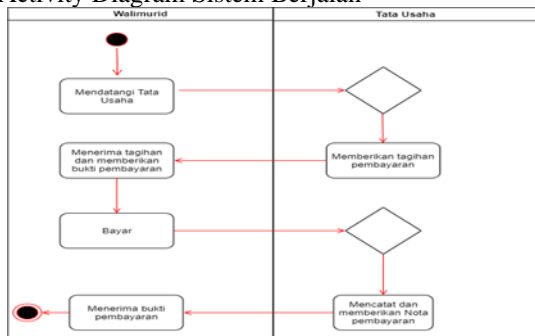 Activity Diagram Sistem Berjalan
Walimurid
Tata Usaha
Mendatangi Tata
Usaha
Menerima tagihan
dan memberikan
bukti pembayaran
Memberikan tagihan
pembayaran
Bayar
Menerima bukti
pembayaran
Mencatat dan
memberikan Nota
pembayaran